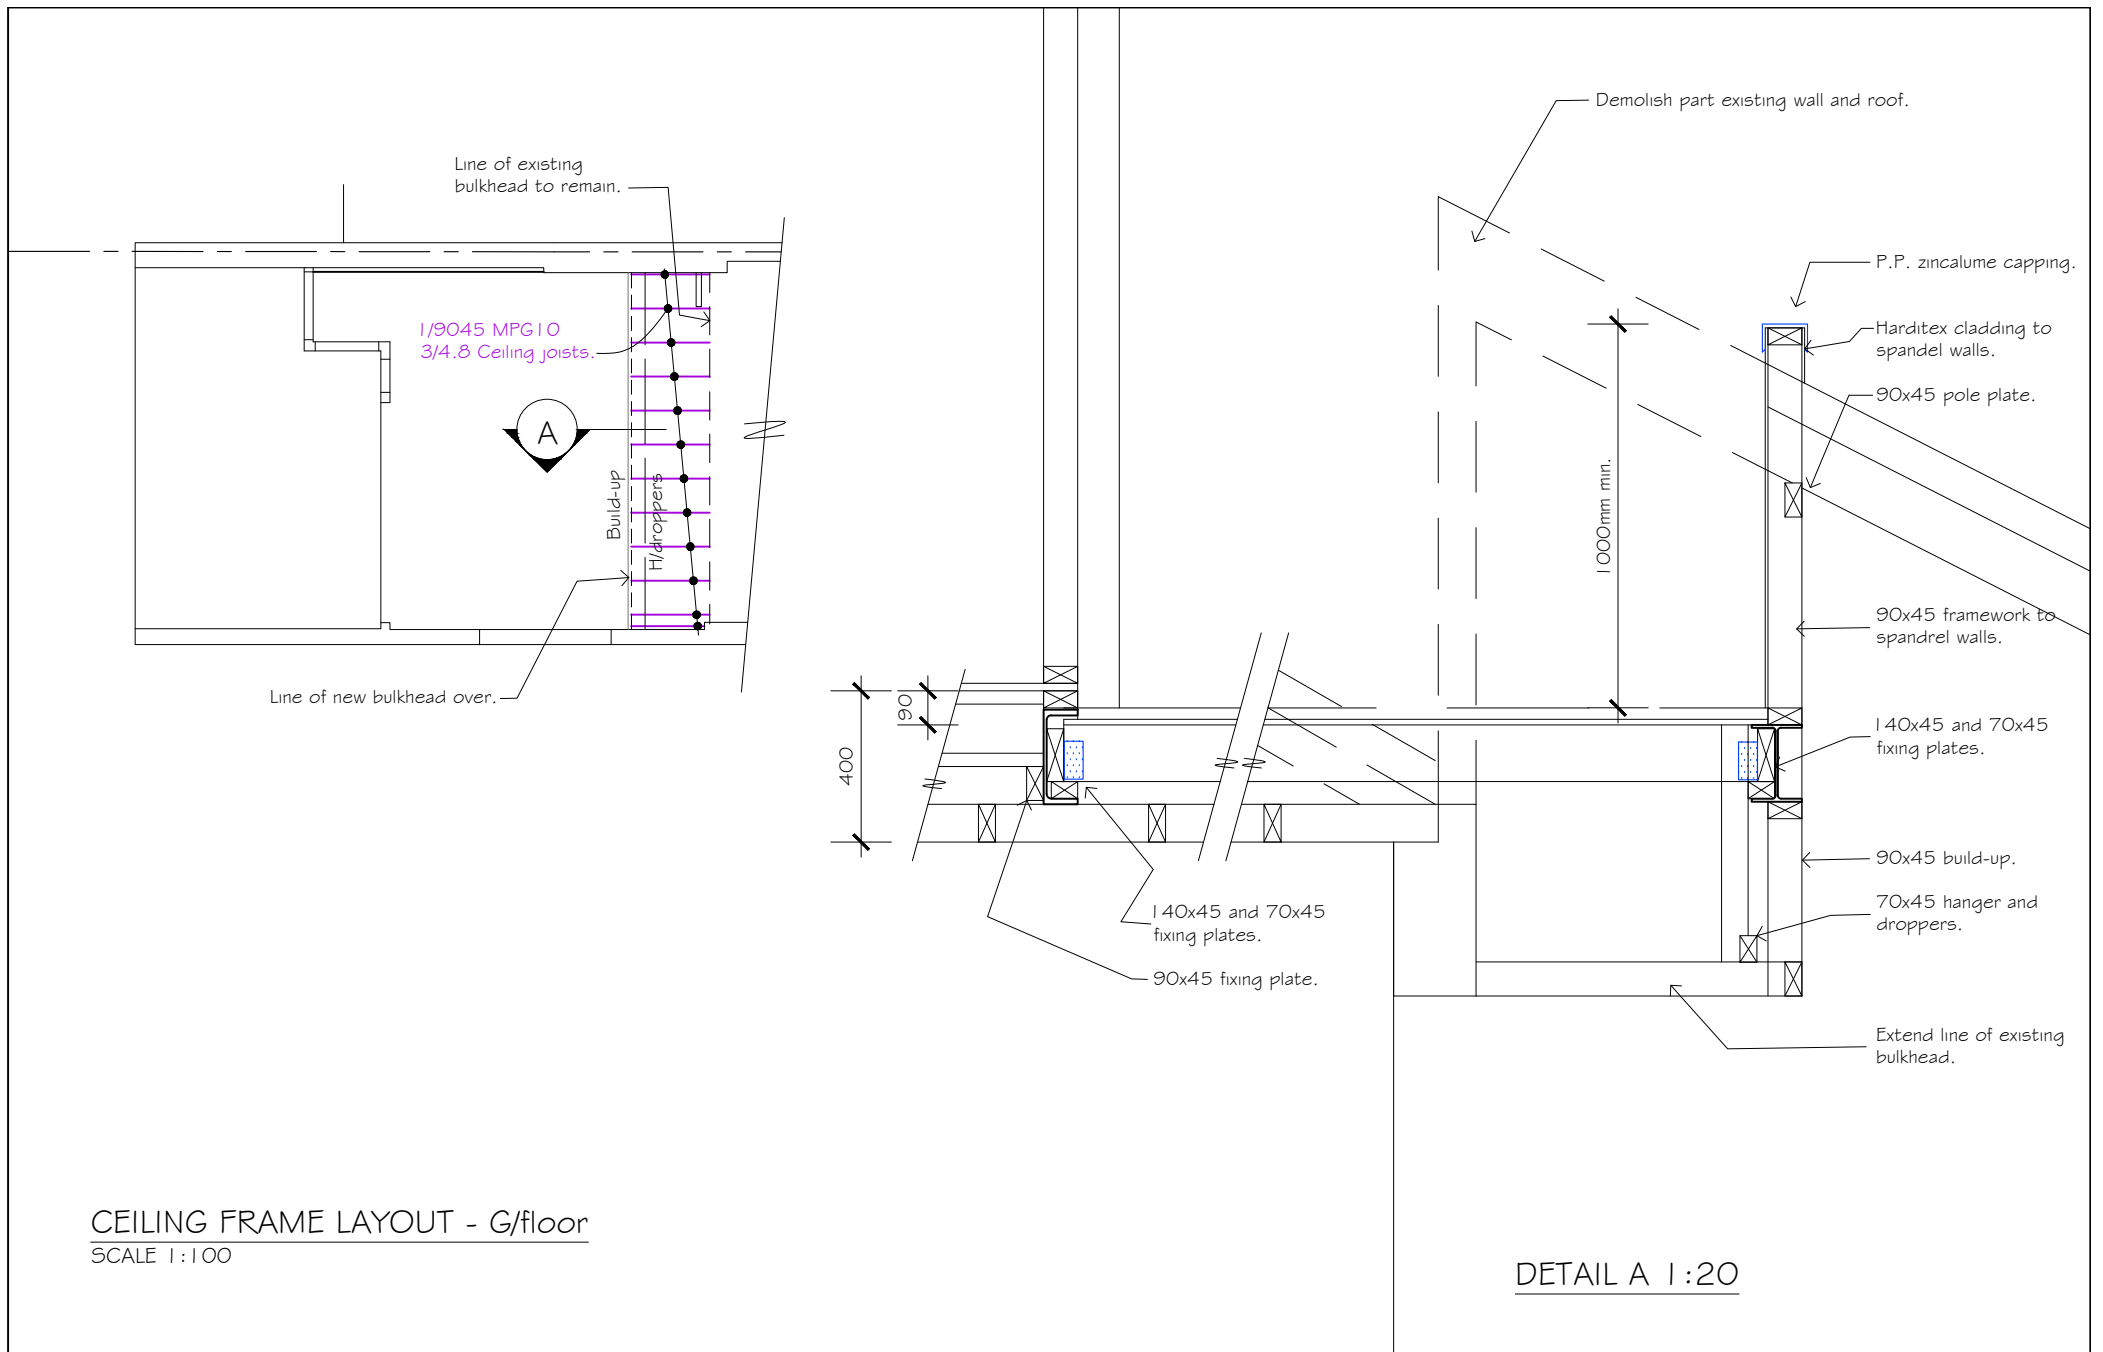 Line of existing
bulkhead to remain.
1/9045 MPG10
3/4.8 Ceiling joists.
A
Build-up
H/droppers
Line of new bulkhead over.
CEILING FRAME LAYOUT - G/floor
SCALE 1:100
Demolish part existing wall and roof.
P.P. zincalume capping.
Harditex cladding to
spandel walls.
90x45 pole plate.
1000mm min.
90x45 framework to
spandrel walls.
90
400
140x45 and 70x45
fixing plates.
90x45 build-up.
70x45 hanger and
droppers.
140x45 and 70x45
fixing plates.
90x45 fixing plate.
Extend line of existing
bulkhead.
DETAIL A 1:20